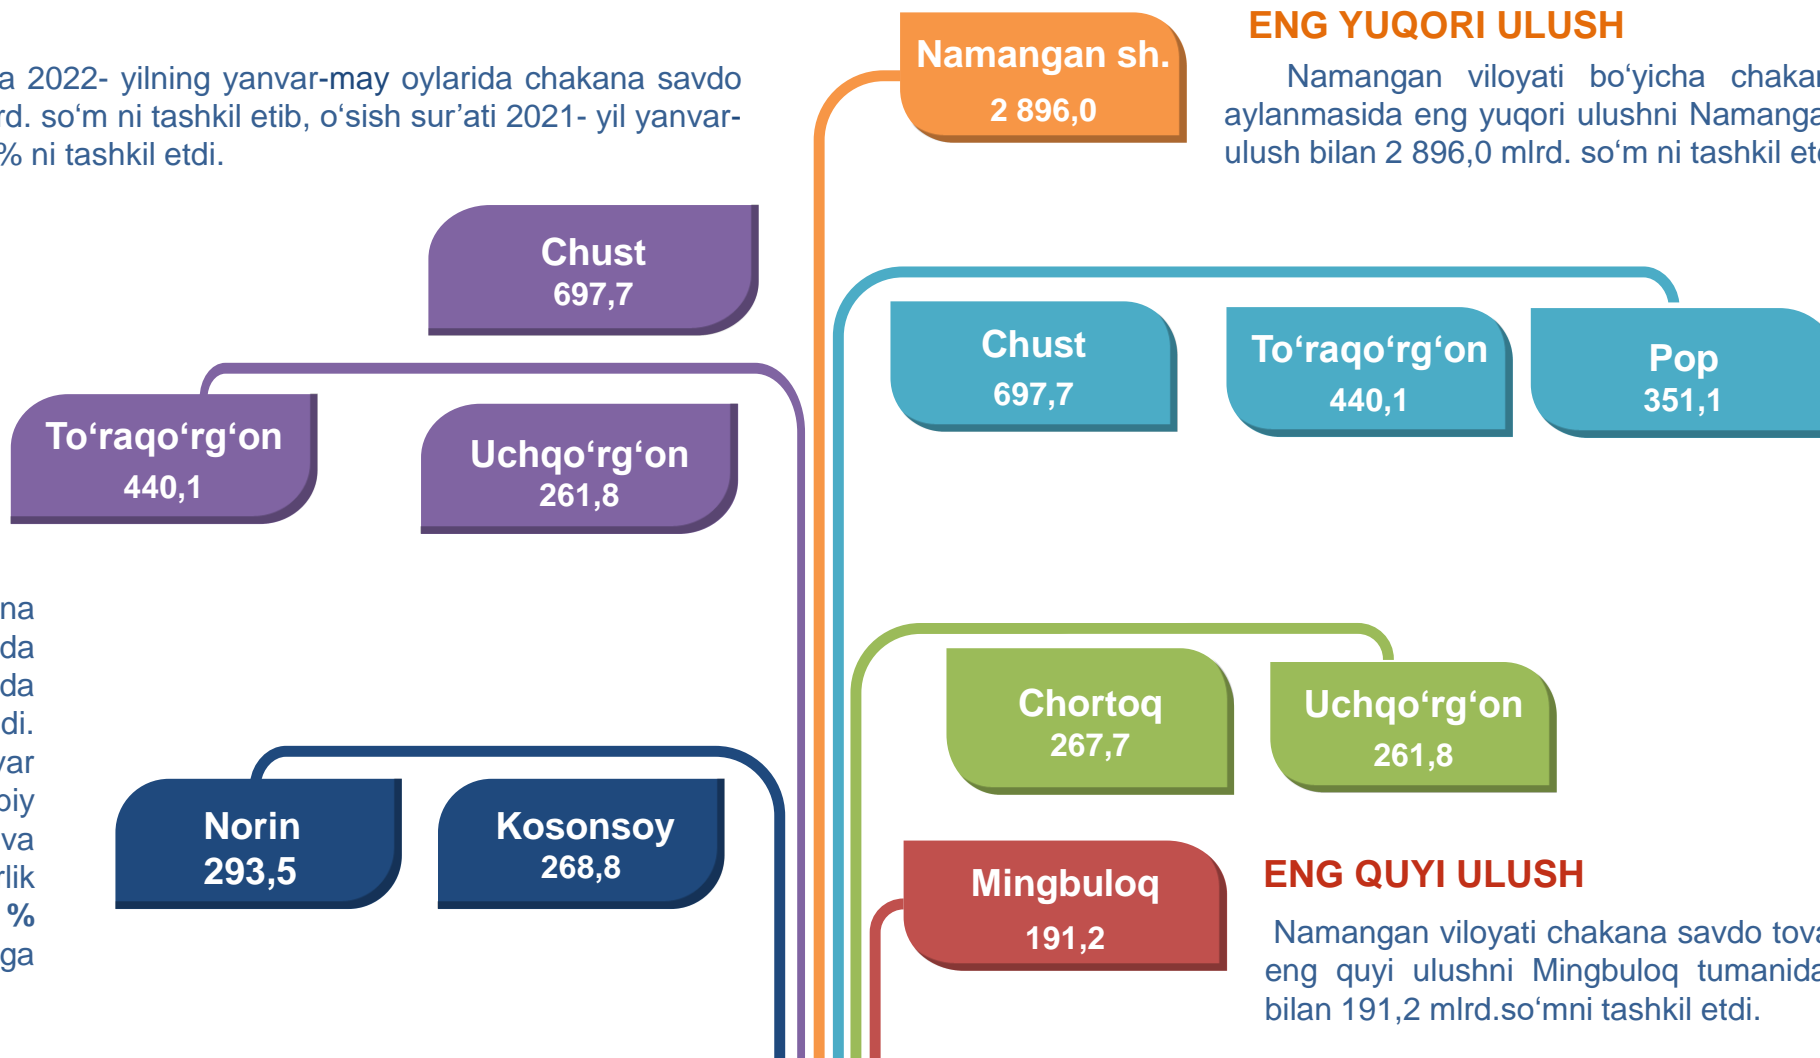 a 2022- yilning yanvar-may oylarida chakana savdo
rd. so‘m ni tashkil etib, o‘sish sur’ati 2021- yil yanvar-
% ni tashkil etdi.
Namangan sh.
2 896,0
ENG YUQORI ULUSH
Namangan viloyati bo‘yicha chakan
aylanmasida eng yuqori ulushni Namanga
ulush bilan 2 896,0 mlrd. so‘m ni tashkil etd
Chust
697,7
To‘raqo‘rg‘on
440,1
Uchqo‘rg‘on
261,8
Chust
697,7
To‘raqo‘rg‘on
440,1
Pop
351,1
na
da
da
di.
var
biy
va
rlik
%
ga
Norin
293,5
Kosonsoy
268,8
Chortoq
267,7
Uchqo‘rg‘on
261,8
Mingbuloq
191,2
ENG QUYI ULUSH
Namangan viloyati chakana savdo tova
eng quyi ulushni Mingbuloq tumanida
bilan 191,2 mlrd.so‘mni tashkil etdi.